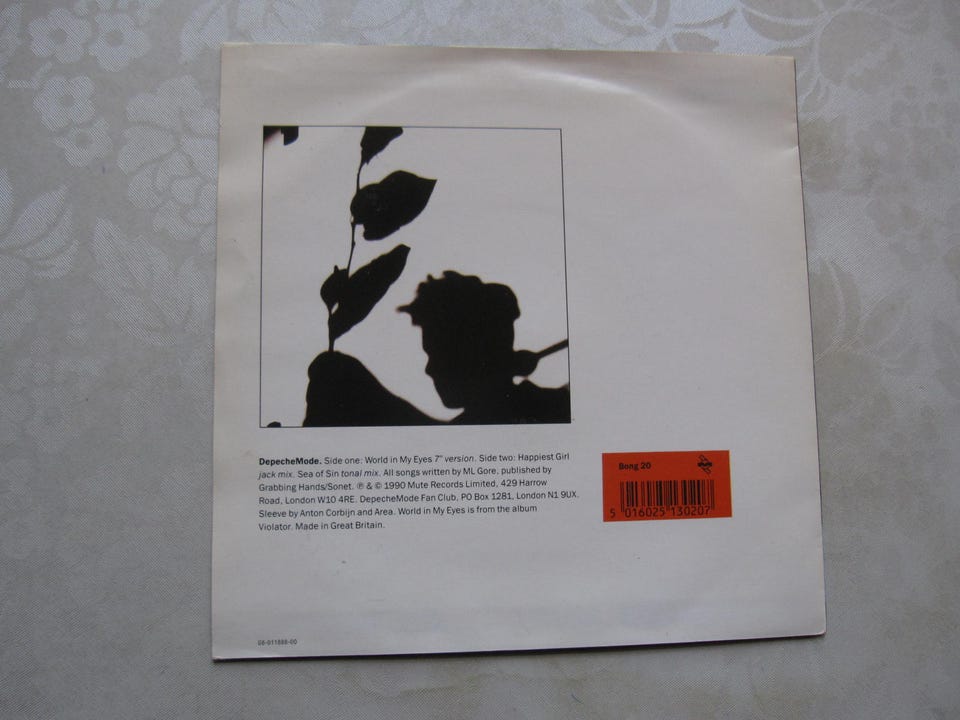 DepecheMode. Side one: World in My Eyes 7" version. Side two: Happiest Girl
jack mix. Sea of Sin tonal mix. All songs written by ML Gore, published by
Grabbing Hands/Sonet. ℗ & © 1990 Mute Records Limited, 429 Harrow
Road, London W10 4RE. DepecheMode Fan Club, PO Box 1281, London N1 9UX.
Sleeve by Anton Corbijn and Area. World in My Eyes is from the album
Violator. Made in Great Britain.
Bong 20
5 016025 130207